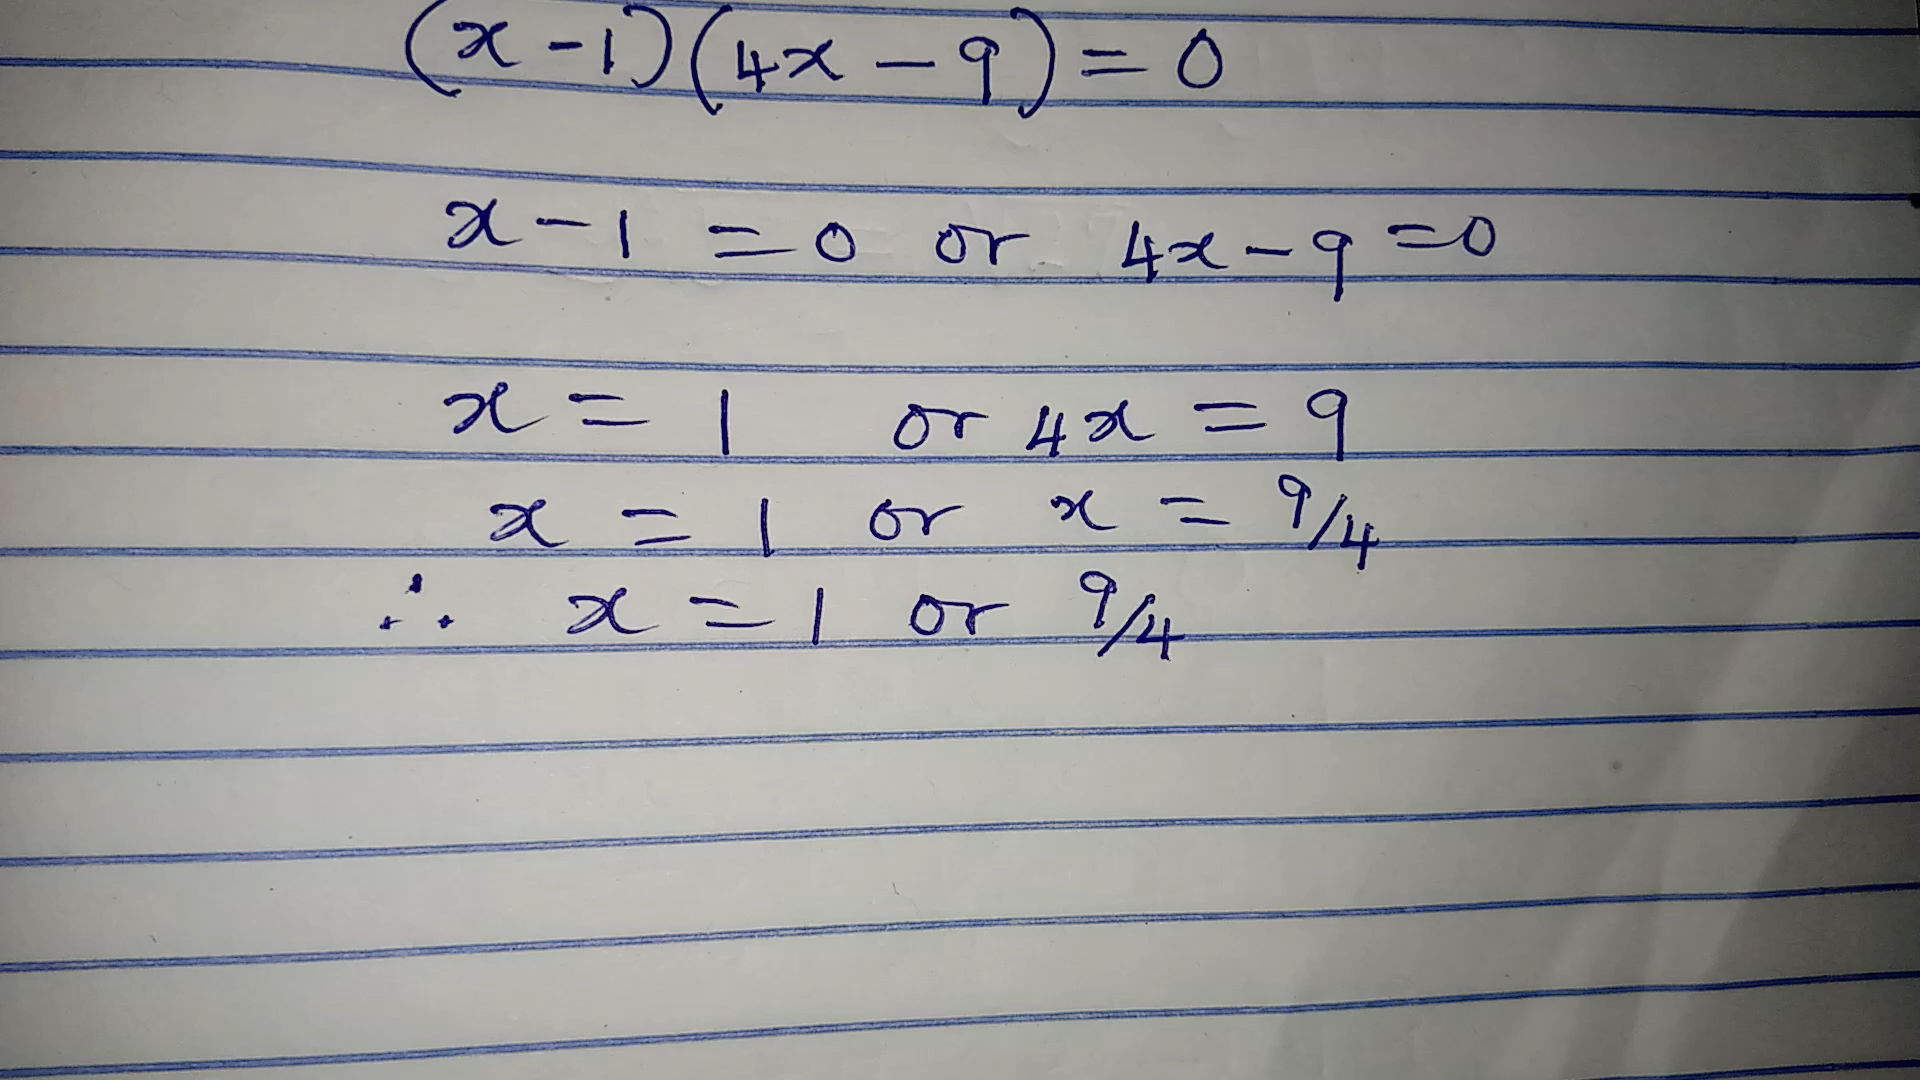 (x - 1)(4x - 9) = 0
x - 1 = 0 or 4x - 9 = 0
x = 1 or 4x = 9
x = 1 or x = 9/4
∴ x = 1 or 9/4